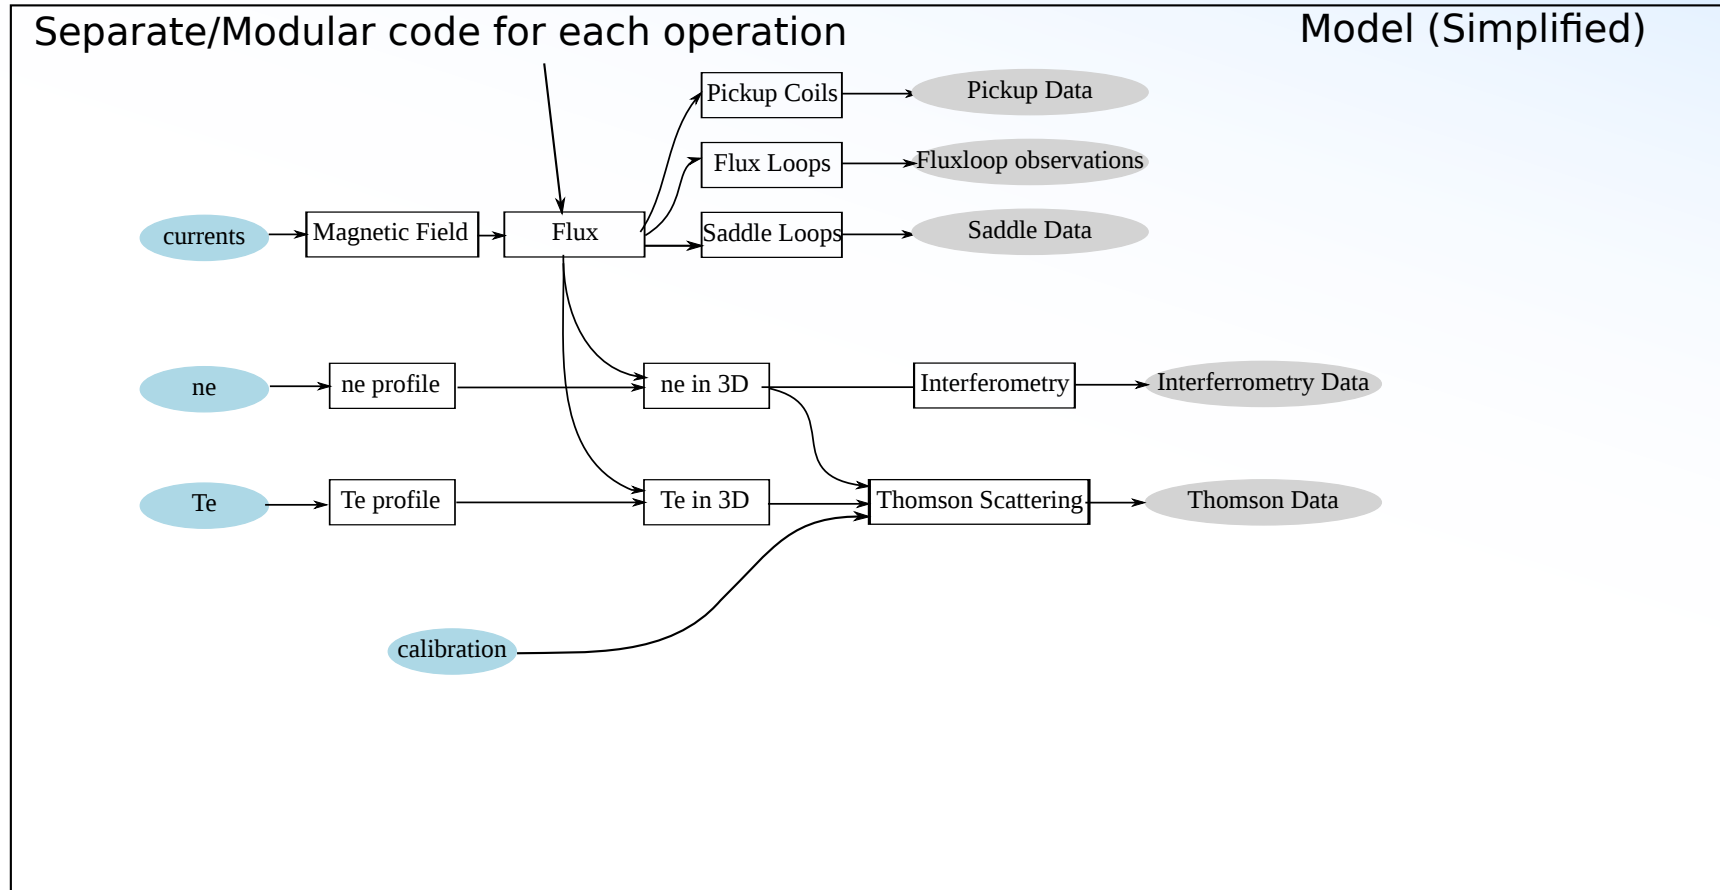 Separate/Modular code for each operation
Model (Simplified)
Pickup Coils
Pickup Data
Flux Loops
Fluxloop observations
currents
Magnetic Field
Flux
Saddle Loops
Saddle Data
ne
ne profile
ne in 3D
Interferometry
Interferrometry Data
Te
Te profile
Te in 3D
Thomson Scattering
Thomson Data
calibration